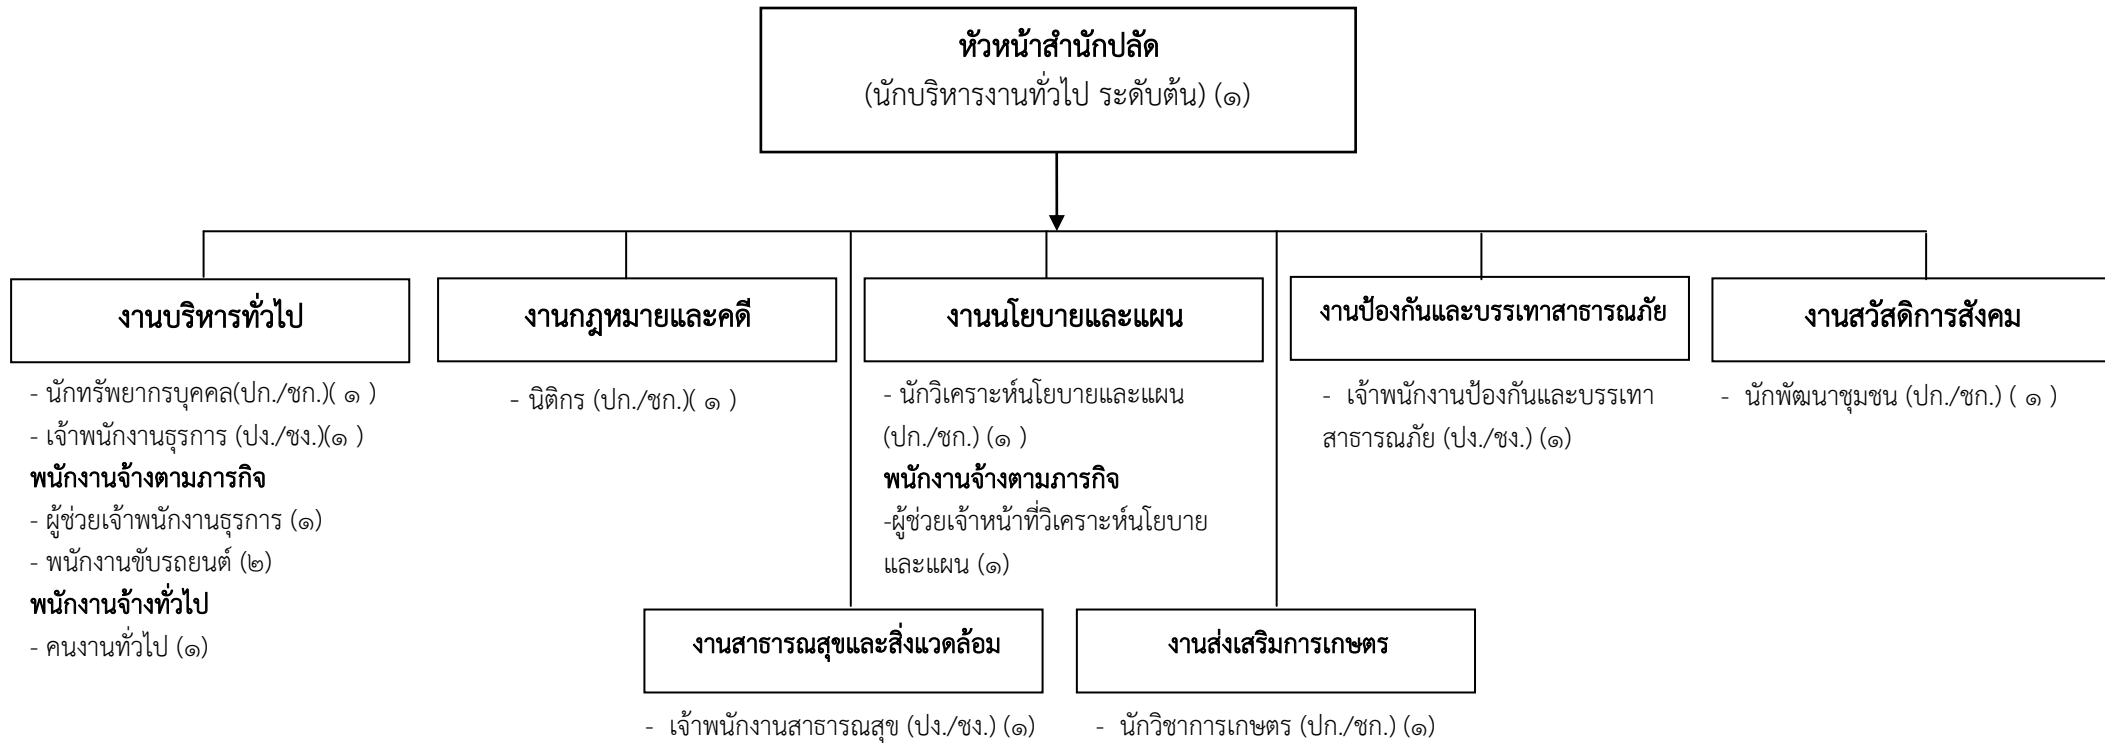 หัวหน้าสำนักปลัด
(นักบริหารงานทั่วไป ระดับต้น) (๑)
งานบริหารทั่วไป
- นักทรัพยากรบุคคล(ปก./ชก.)( ๑ )
- เจ้าพนักงานธุรการ (ปง./ชง.)(๑ )
พนักงานจ้างตามภารกิจ
- ผู้ช่วยเจ้าพนักงานธุรการ (๑)
- พนักงานขับรถยนต์ (๒)
พนักงานจ้างทั่วไป
- คนงานทั่วไป (๑)
งานกฎหมายและคดี
- นิติกร (ปก./ชก.)( ๑ )
งานนโยบายและแผน
- นักวิเคราะห์นโยบายและแผน
(ปก./ชก.) (๑ )
พนักงานจ้างตามภารกิจ
-ผู้ช่วยเจ้าหน้าที่วิเคราะห์นโยบาย
และแผน (๑)
งานป้องกันและบรรเทาสาธารณภัย
- เจ้าพนักงานป้องกันและบรรเทา
สาธารณภัย (ปง./ชง.) (๑)
งานสวัสดิการสังคม
- นักพัฒนาชุมชน (ปก./ชก.) ( ๑ )
งานสาธารณสุขและสิ่งแวดล้อม
- เจ้าพนักงานสาธารณสุข (ปง./ชง.) (๑)
งานส่งเสริมการเกษตร
- นักวิชาการเกษตร (ปก./ชก.) (๑)